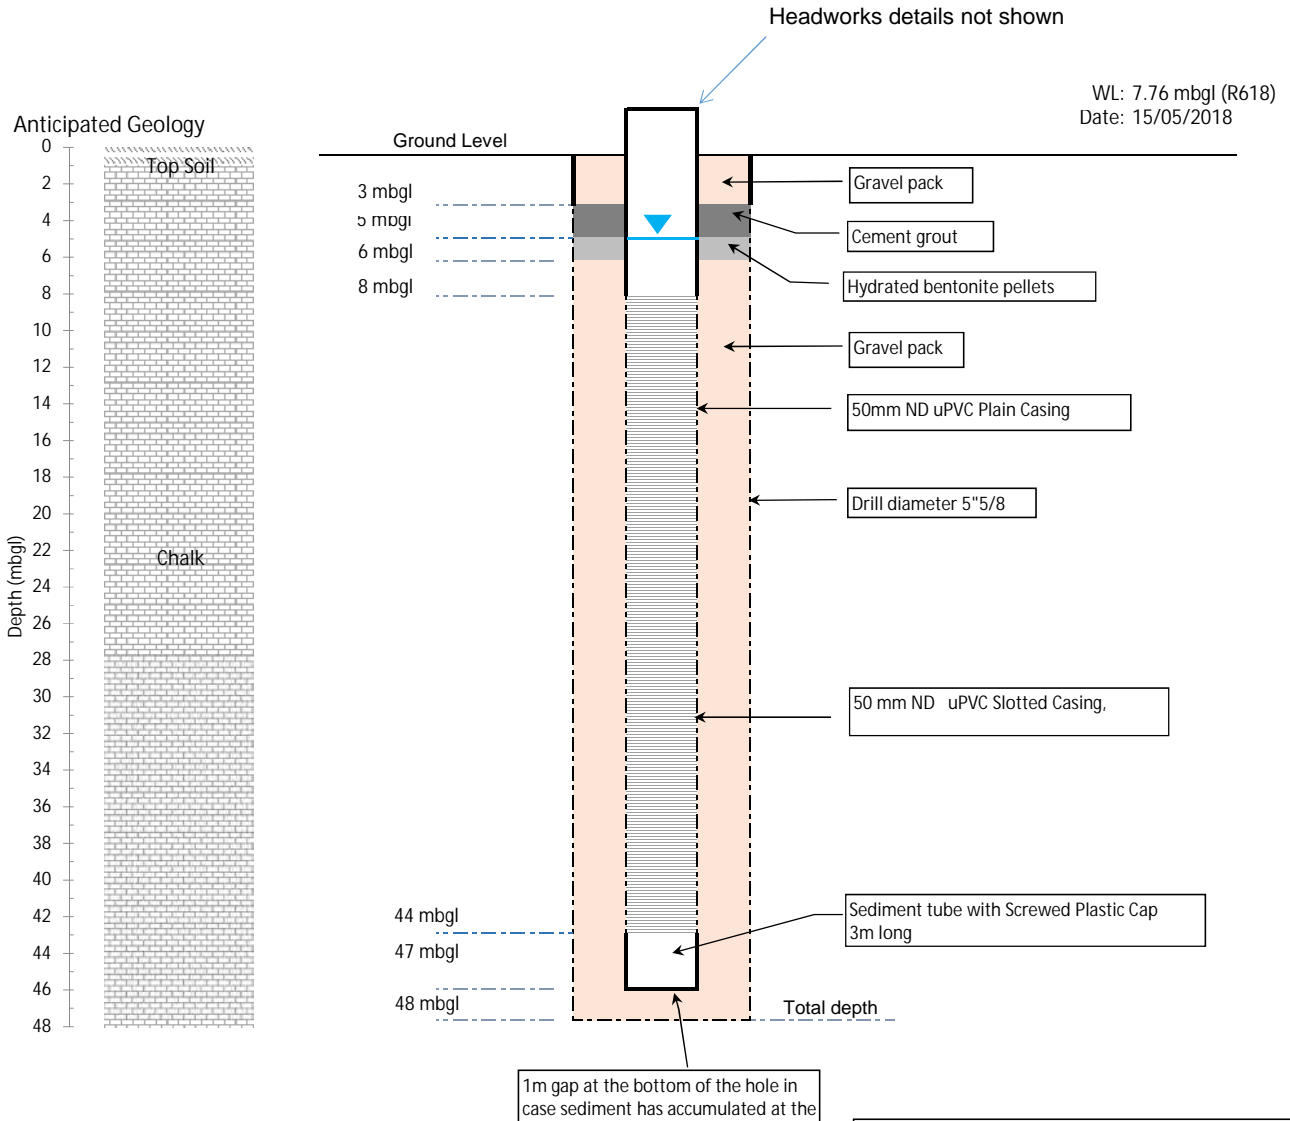 Headworks details not shown
WL: 7.76 mbgl (R618)
Date: 15/05/2018
Anticipated Geology
Ground Level
0
2
4
6
8
10
12
14
16
18
20
22
24
26
28
30
32
34
36
38
40
42
44
46
48
Depth (mbgl)
Top Soil
Chalk
3 mbgl
5 mbgl
6 mbgl
8 mbgl
44 mbgl
47 mbgl
48 mbgl
Gravel pack
Cement grout
Hydrated bentonite pellets
Gravel pack
50mm ND uPVC Plain Casing
Drill diameter 5"5/8
50 mm ND uPVC Slotted Casing,
Sediment tube with Screwed Plastic Cap
3m long
Total depth
1m gap at the bottom of the hole in
case sediment has accumulated at the